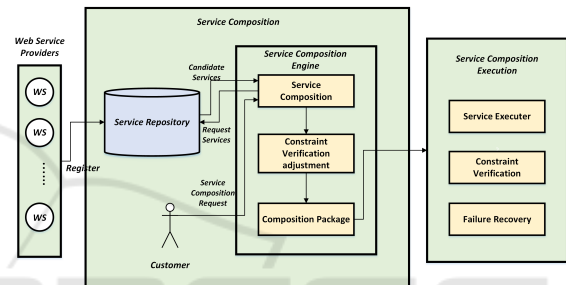 Service Composition
Web Service
Providers
WS
WS
WS
Register
Service Repository
Candidate
Services
Request
Services
Service
Composition
Request
Customer
Service Composition
Engine
Service
Composition
Constraint
Verification
adjustment
Composition Package
Service Composition
Execution
Service Executer
Constraint
Verification
Failure Recovery